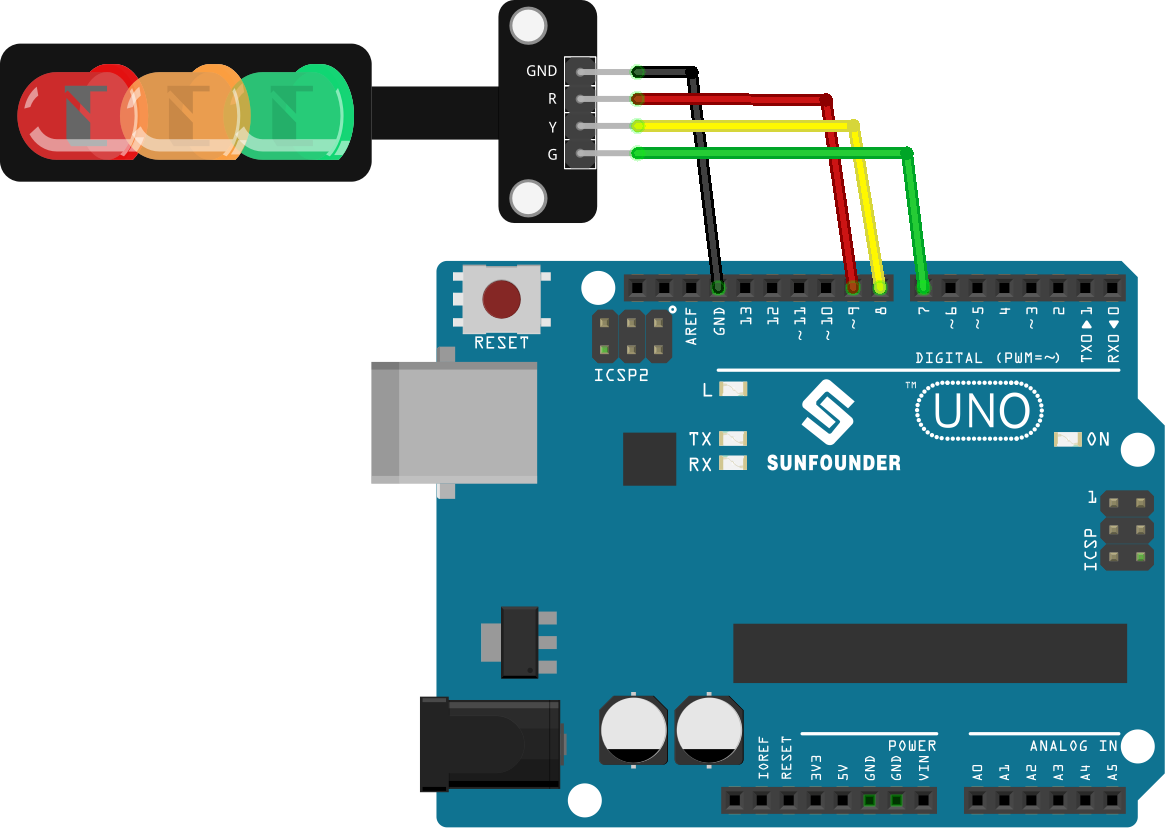 GND
R
Y
G
RESET
ICSP2
AREF
GND
13
12
~11
~10
~9
8
7
~6
~5
4
~3
2
TX0▶1
RX0◀0
DIGITAL (PWM=~)
L
TX
RX
SUNFOUNDER
™
UNO
ON
1
ICSP
IOREF
RESET
3V3
5V
GND
GND
VIN
POWER
A0
A1
A2
A3
A4
A5
ANALOG IN